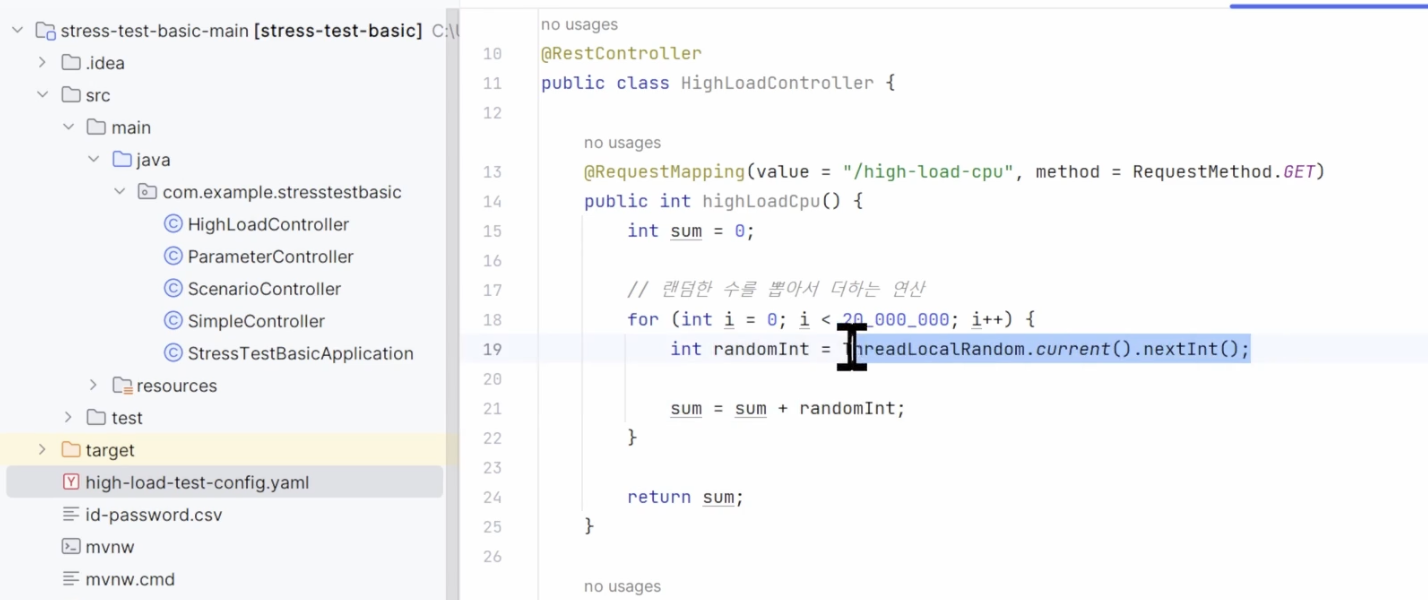 stress-test-basic-main [stress-test-basic] C:\
.idea
src
main
java
com.example.stresstestbasic
HighLoadController
ParameterController
ScenarioController
SimpleController
StressTestBasicApplication
resources
test
target
high-load-test-config.yaml
id-password.csv
mvnw
mvnw.cmd
no usages
10 @RestController
11 public class HighLoadController {
12
no usages
13 @RequestMapping(value = "/high-load-cpu", method = RequestMethod.GET)
14 public int highLoadCpu() {
15 int sum = 0;
16
17 // 랜덤한 수를 뽑아서 더하는 연산
18 for (int i = 0; i < 20_000_000; i++) {
19 int randomInt = ThreadLocalRandom.current().nextInt();
20
21 sum = sum + randomInt;
22 }
23
24 return sum;
25 }
26
no usages